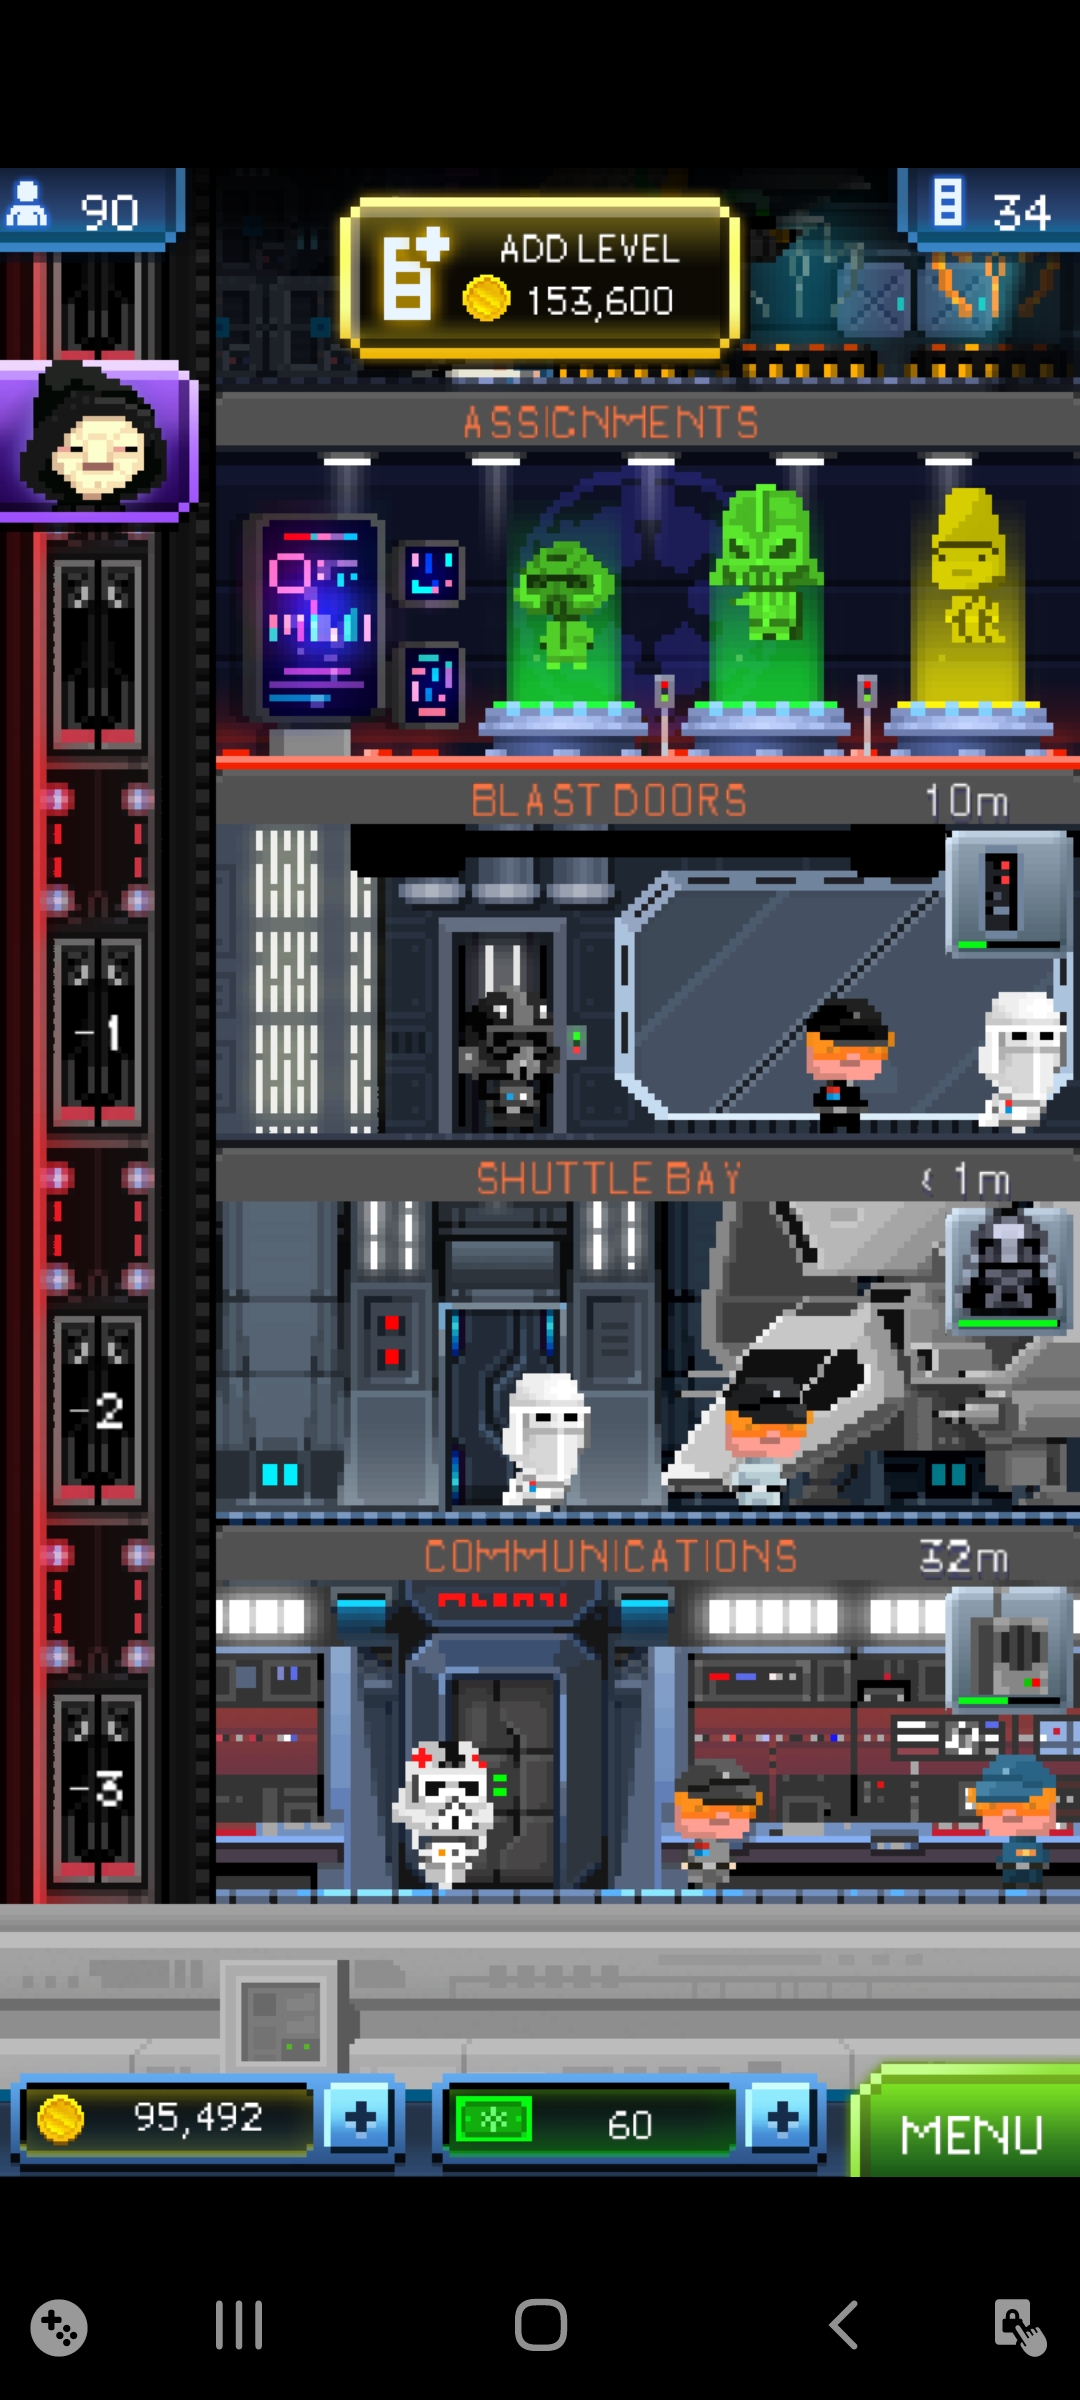 90
34
ADD LEVEL
153,600
ASSIGNMENTS
BLAST DOORS 10m
-1
SHUTTLE BAY < 1m
-2
COMMUNICATIONS 32m
-3
95,492 +
60 +
MENU